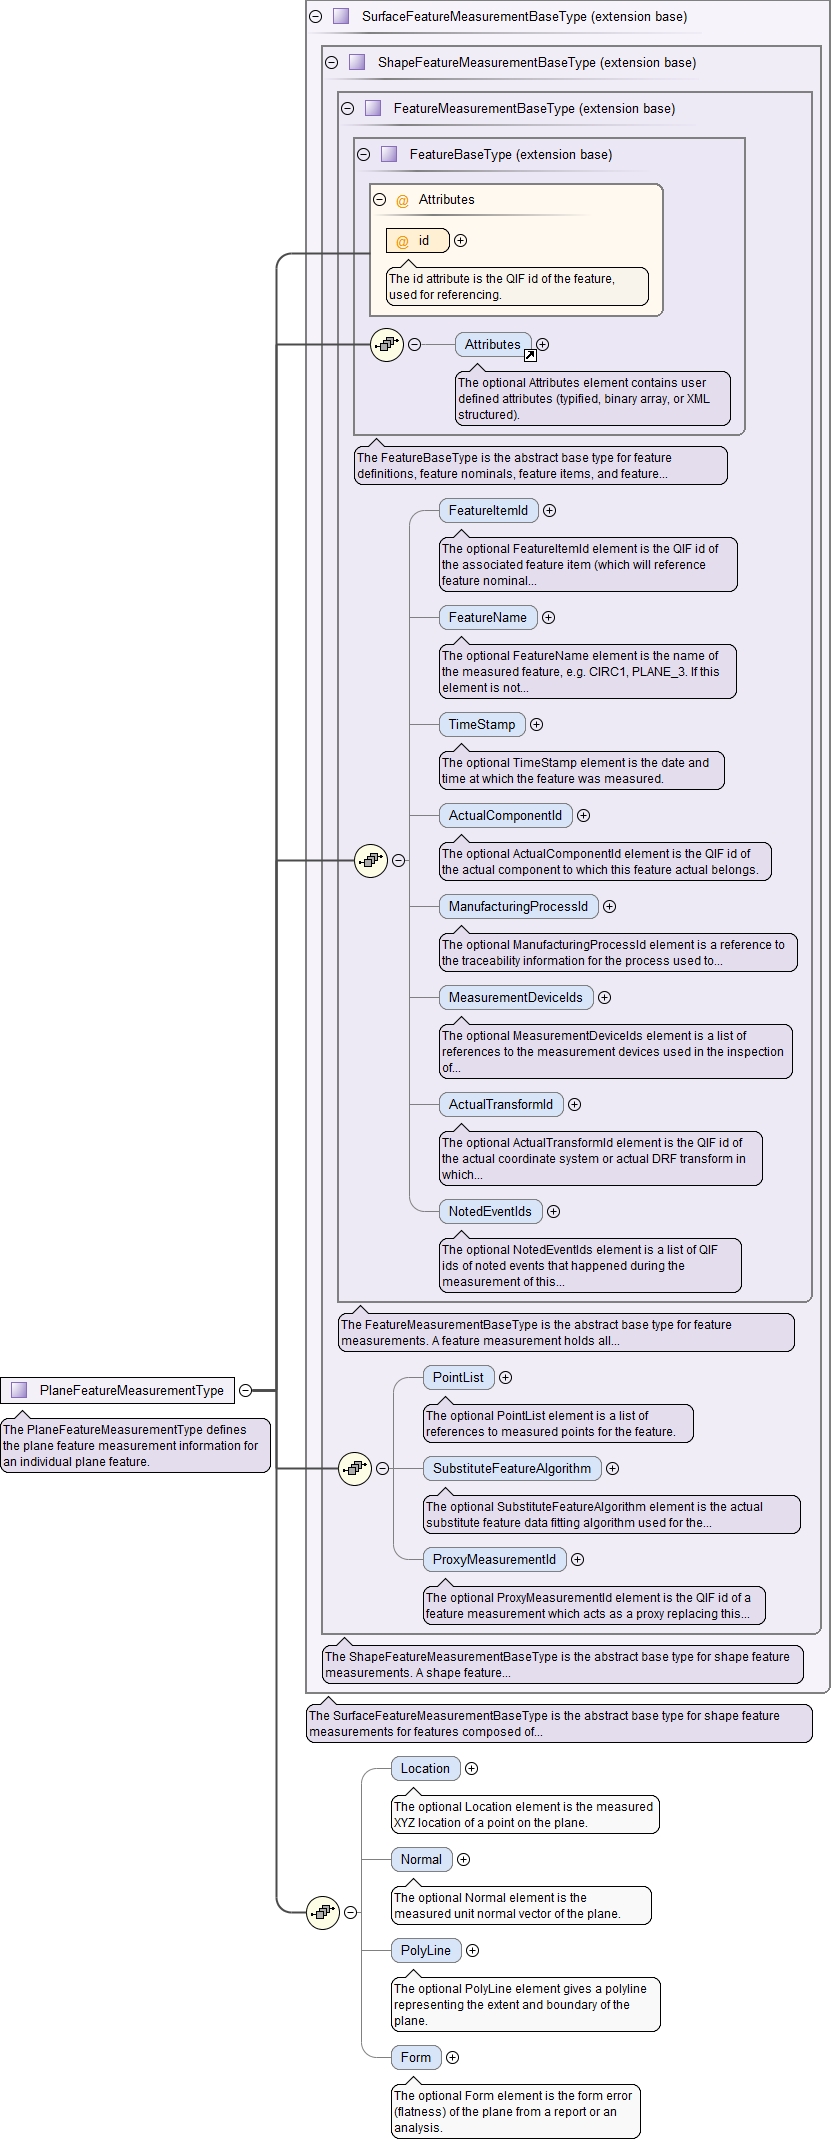 SurfaceFeatureMeasurementBaseType (extension base)
ShapeFeatureMeasurementBaseType (extension base)
FeatureMeasurementBaseType (extension base)
FeatureBaseType (extension base)
@ Attributes
@ id
The id attribute is the QIF id of the feature,
used for referencing.
Attributes
The optional Attributes element contains user
defined attributes (typified, binary array, or XML
structured).
The FeatureBaseType is the abstract base type for feature
definitions, feature nominals, feature items, and feature...
FeatureItemId
The optional FeatureItemId element is the QIF id of
the associated feature item (which will reference
feature nominal...
FeatureName
The optional FeatureName element is the name of
the measured feature, e.g. CIRC1, PLANE_3. If this
element is not...
TimeStamp
The optional TimeStamp element is the date and
time at which the feature was measured.
ActualComponentId
The optional ActualComponentId element is the QIF id of
the actual component to which this feature actual belongs.
ManufacturingProcessId
The optional ManufacturingProcessId element is a reference to
the traceability information for the process used to...
MeasurementDeviceIds
The optional MeasurementDeviceIds element is a list of
references to the measurement devices used in the inspection
of...
ActualTransformId
The optional ActualTransformId element is the QIF id of
the actual coordinate system or actual DRF transform in
which...
NotedEventIds
The optional NotedEventIds element is a list of QIF
ids of noted events that happened during the
measurement of this...
The FeatureMeasurementBaseType is the abstract base type for feature
measurements. A feature measurement holds all...
PlaneFeatureMeasurementType
The PlaneFeatureMeasurementType defines
the plane feature measurement information for
an individual plane feature.
PointList
The optional PointList element is a list of
references to measured points for the feature.
SubstituteFeatureAlgorithm
The optional SubstituteFeatureAlgorithm element is the actual
substitute feature data fitting algorithm used for the...
ProxyMeasurementId
The optional ProxyMeasurementId element is the QIF id of a
feature measurement which acts as a proxy replacing this...
The ShapeFeatureMeasurementBaseType is the abstract base type for shape feature
measurements. A shape feature...
The SurfaceFeatureMeasurementBaseType is the abstract base type for shape feature
measurements for features composed of...
Location
The optional Location element is the measured
XYZ location of a point on the plane.
Normal
The optional Normal element is the
measured unit normal vector of the plane.
PolyLine
The optional PolyLine element gives a polyline
representing the extent and boundary of the
plane.
Form
The optional Form element is the form error
(flatness) of the plane from a report or an
analysis.